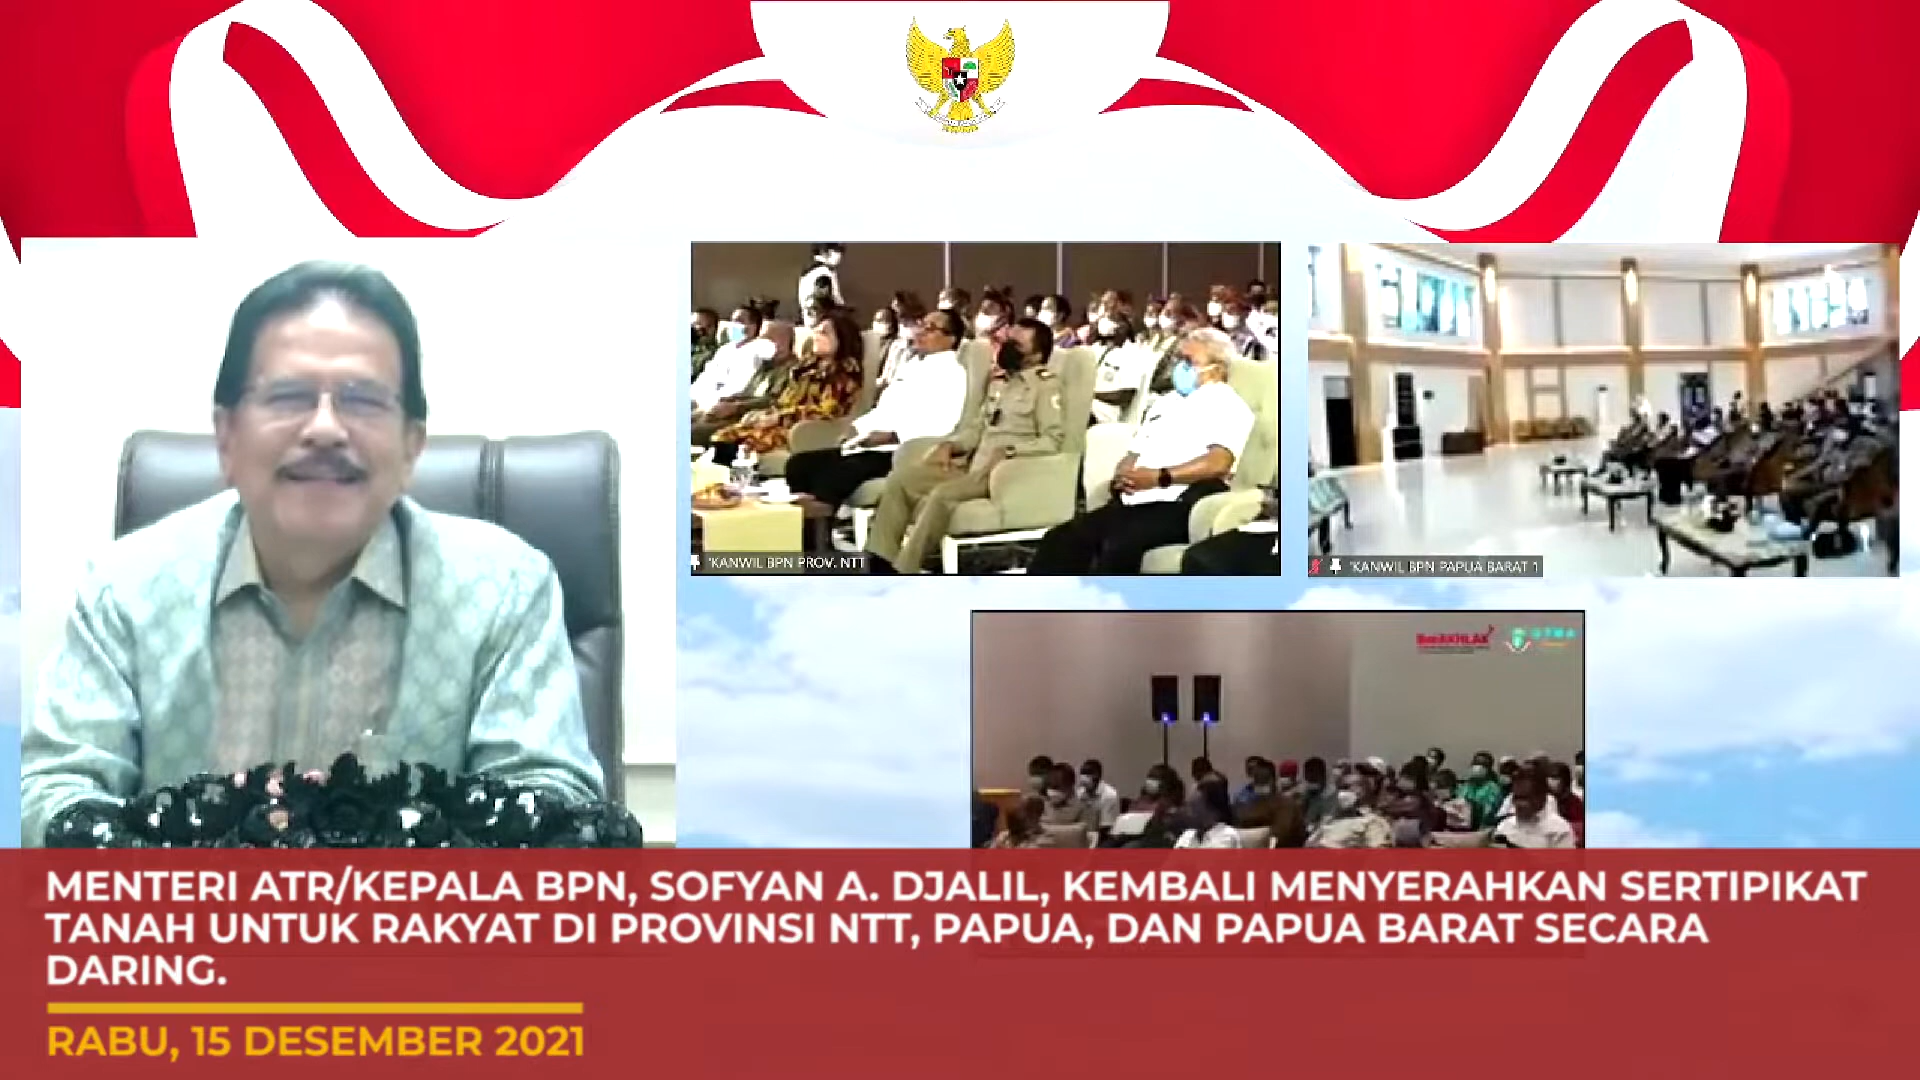 'KANWIL BPN PROV. NTT
'KANWIL BPN PAPUA BARAT 1
BerAKHLAK
MENTERI ATR/KEPALA BPN, SOFYAN A. DJALIL, KEMBALI MENYERAHKAN SERTIPIKAT
TANAH UNTUK RAKYAT DI PROVINSI NTT, PAPUA, DAN PAPUA BARAT SECARA
DARING.
RABU, 15 DESEMBER 2021